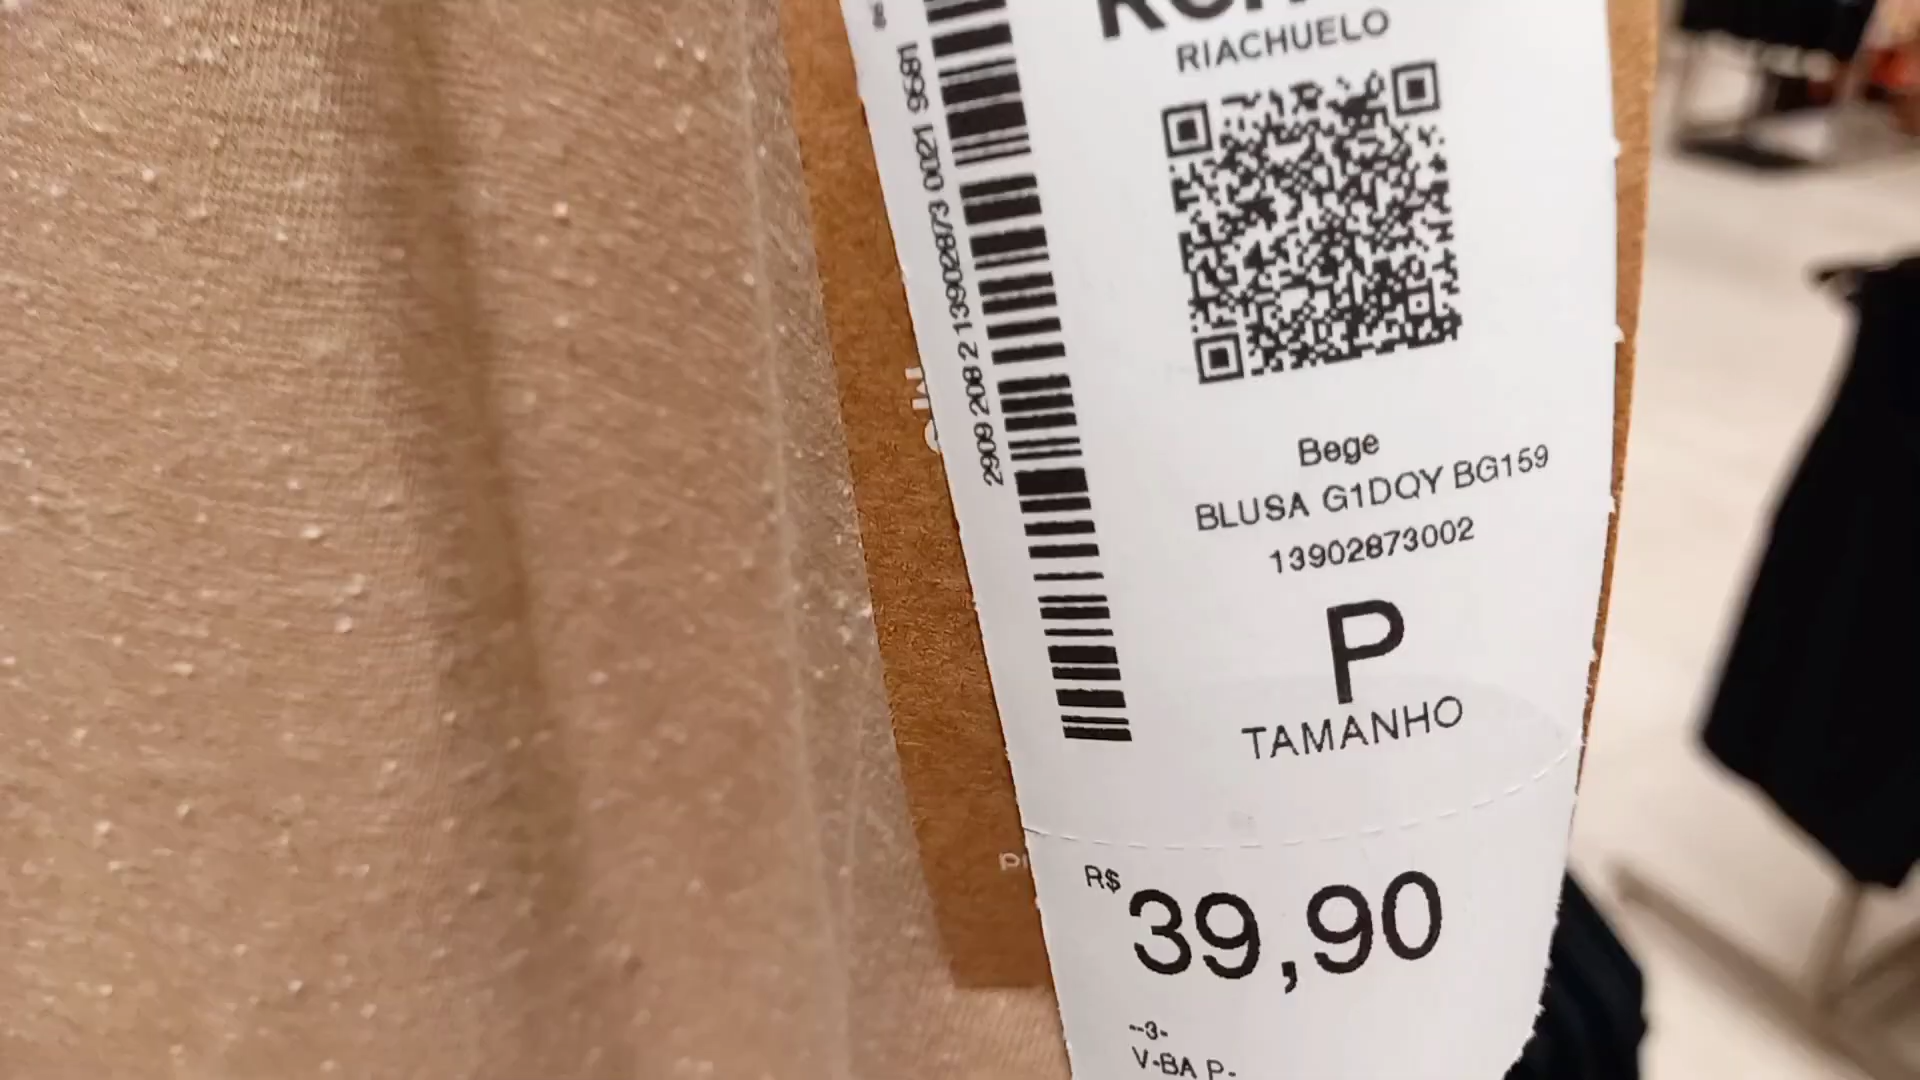 RIACHUELO
2909 208 2 13902873 0021 9581
Bege
BLUSA G1DQY BG159
13902873002
P
TAMANHO
R$
39,90
--3-
V-BA P-